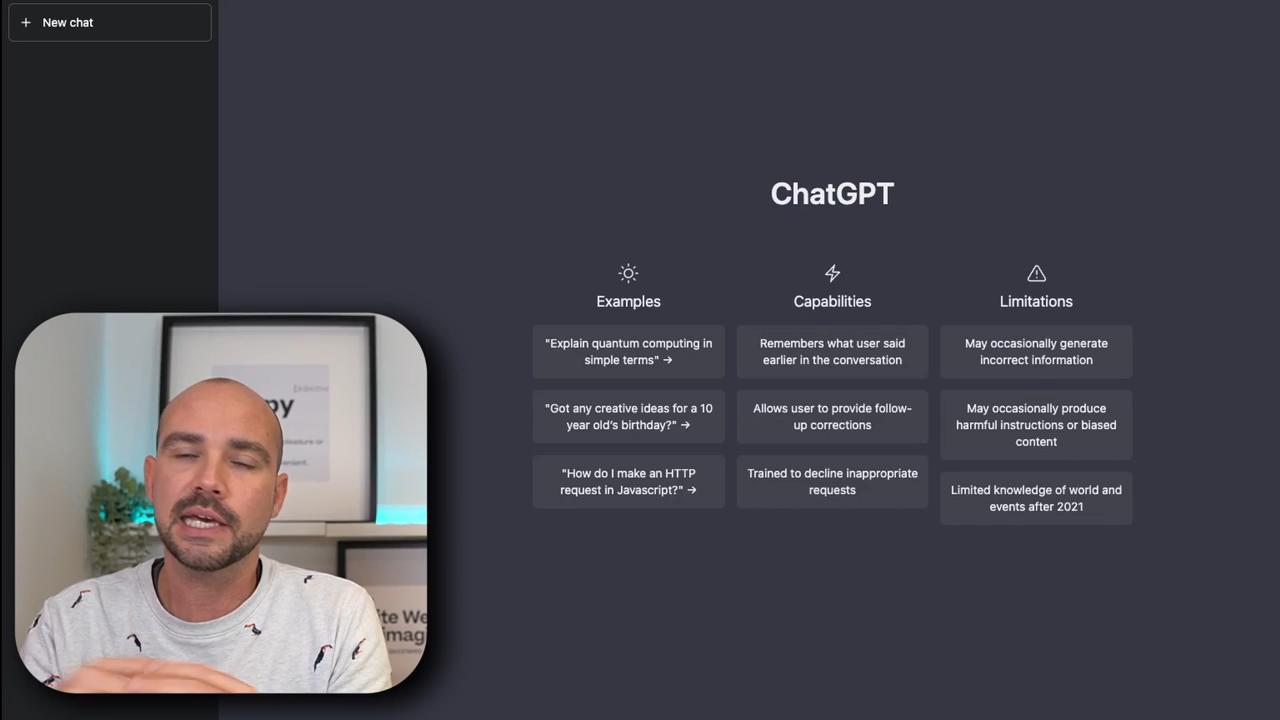 New chat
ChatGPT
Examples
"Explain quantum computing in
simple terms" →
"Got any creative ideas for a 10
year old's birthday?" →
"How do I make an HTTP
request in Javascript?" →
Capabilities
Remembers what user said
earlier in the conversation
Allows user to provide follow-
up corrections
Trained to decline inappropriate
requests
Limitations
May occasionally generate
incorrect information
May occasionally produce
harmful instructions or biased
content
Limited knowledge of world and
events after 2021